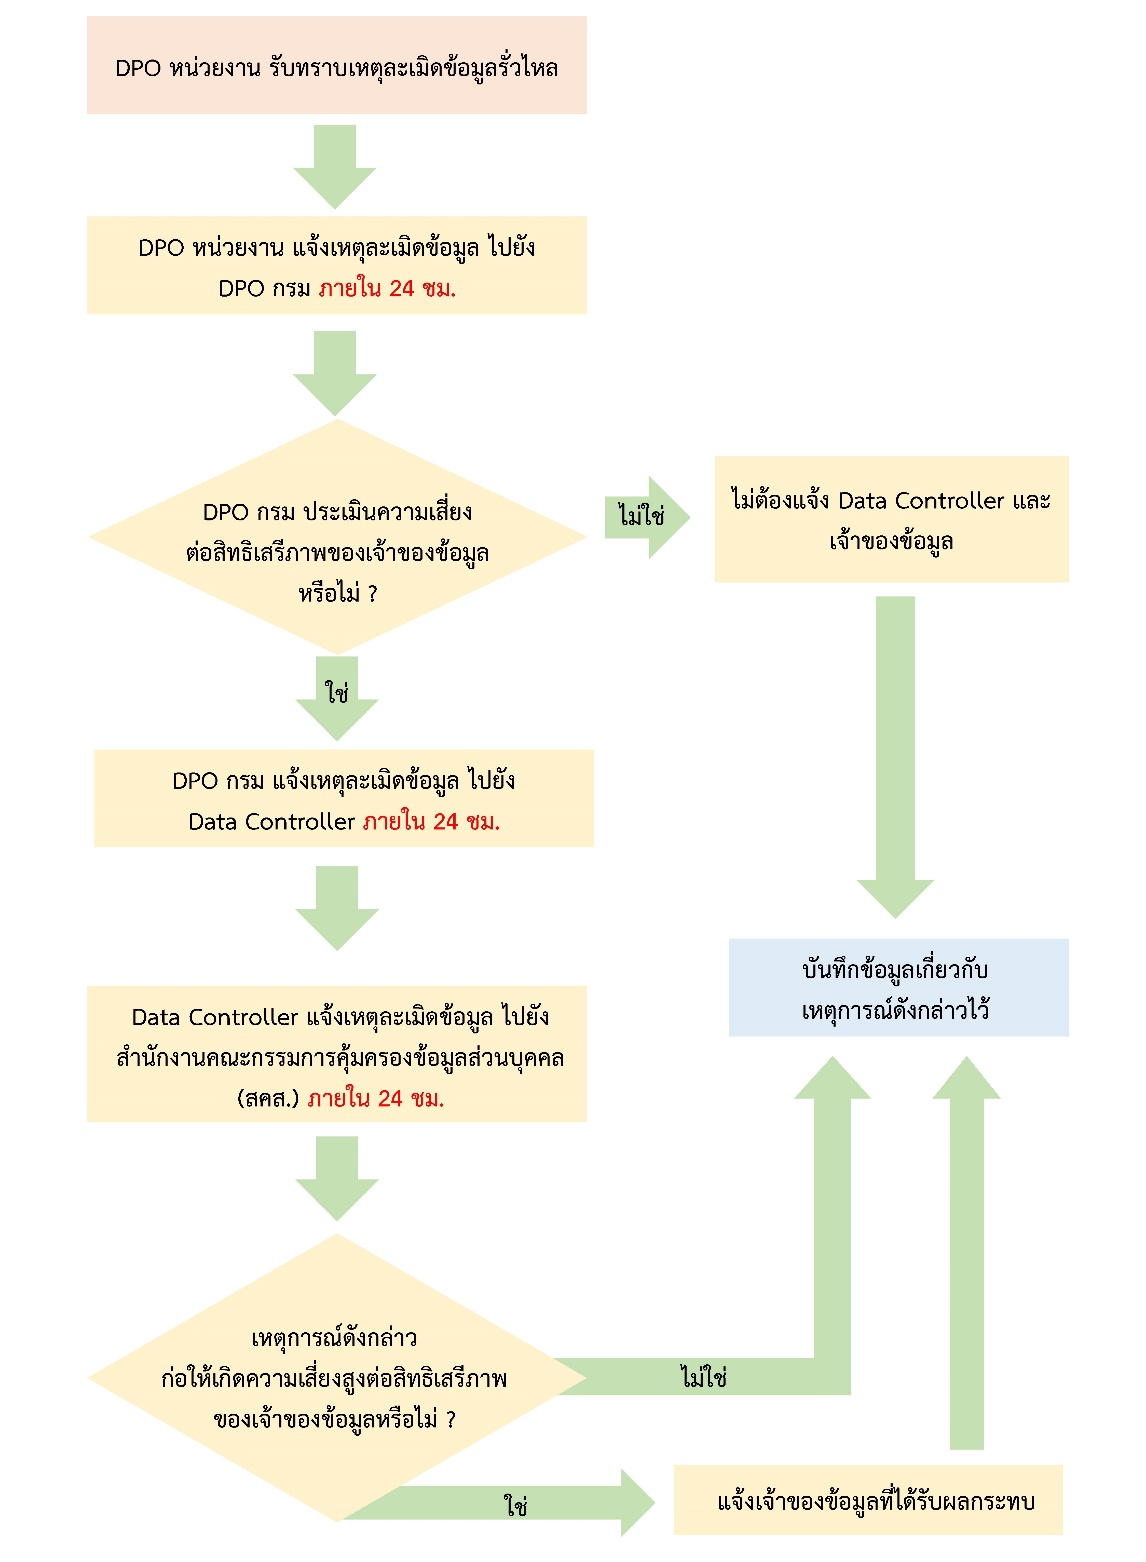 DPO หน่วยงาน รับทราบเหตุละเมิดข้อมูลรั่วไหล
DPO หน่วยงาน แจ้งเหตุละเมิดข้อมูล ไปยัง
DPO กรม ภายใน 24 ชม.
DPO กรม ประเมินความเสี่ยง
ต่อสิทธิเสรีภาพของเจ้าของข้อมูล
หรือไม่ ?
ไม่ใช่
ไม่ต้องแจ้ง Data Controller และ
เจ้าของข้อมูล
ใช่
DPO กรม แจ้งเหตุละเมิดข้อมูล ไปยัง
Data Controller ภายใน 24 ชม.
บันทึกข้อมูลเกี่ยวกับ
เหตุการณ์ดังกล่าวไว้
Data Controller แจ้งเหตุละเมิดข้อมูล ไปยัง
สำนักงานคณะกรรมการคุ้มครองข้อมูลส่วนบุคคล
(สคส.) ภายใน 24 ชม.
เหตุการณ์ดังกล่าว
ก่อให้เกิดความเสี่ยงสูงต่อสิทธิเสรีภาพ
ของเจ้าของข้อมูลหรือไม่ ?
ไม่ใช่
ใช่
แจ้งเจ้าของข้อมูลที่ได้รับผลกระทบ